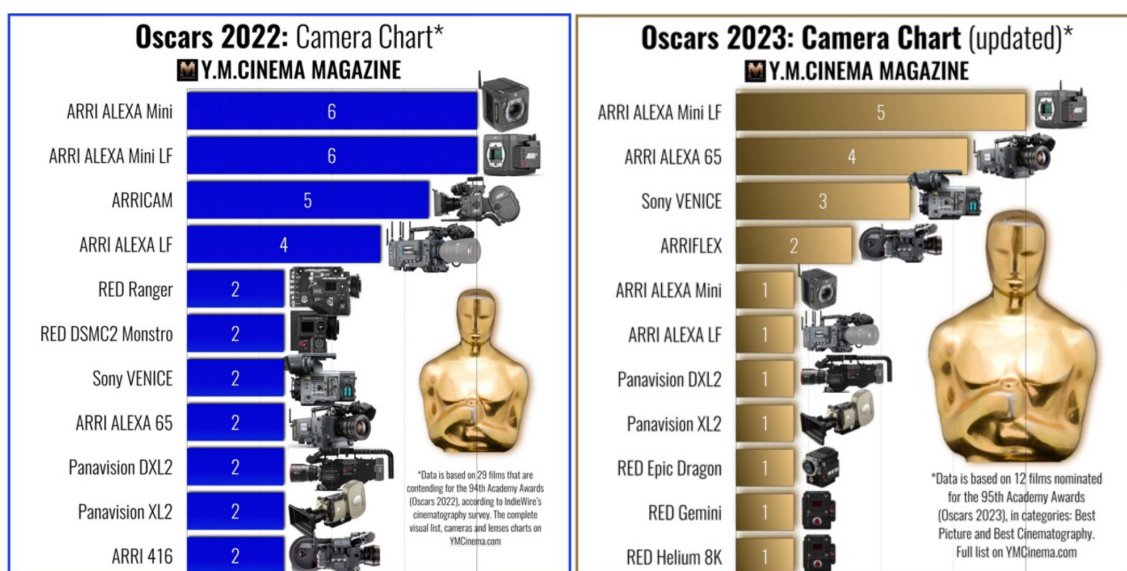 Oscars 2022: Camera Chart*
Y.M.CINEMA MAGAZINE
ARRI ALEXA Mini 6
ARRI ALEXA Mini LF 6
ARRICAM 5
ARRI ALEXA LF 4
RED Ranger 2
RED DSMC2 Monstro 2
Sony VENICE 2
ARRI ALEXA 65 2
Panavision DXL2 2
Panavision XL2 2
ARRI 416 2
*Data is based on 29 films that are
contending for the 94th Academy Awards
(Oscars 2022), according to IndieWire's
cinematography survey. The complete
visual list, cameras and lenses charts on
YMCinema.com
Oscars 2023: Camera Chart (updated)*
Y.M.CINEMA MAGAZINE
ARRI ALEXA Mini LF 5
ARRI ALEXA 65 4
Sony VENICE 3
ARRIFLEX 2
ARRI ALEXA Mini 1
ARRI ALEXA LF 1
Panavision DXL2 1
Panavision XL2 1
RED Epic Dragon 1
RED Gemini 1
RED Helium 8K 1
*Data is based on 12 films nominated
for the 95th Academy Awards
(Oscars 2023), in categories: Best
Picture and Best Cinematography.
Full list on YMCinema.com